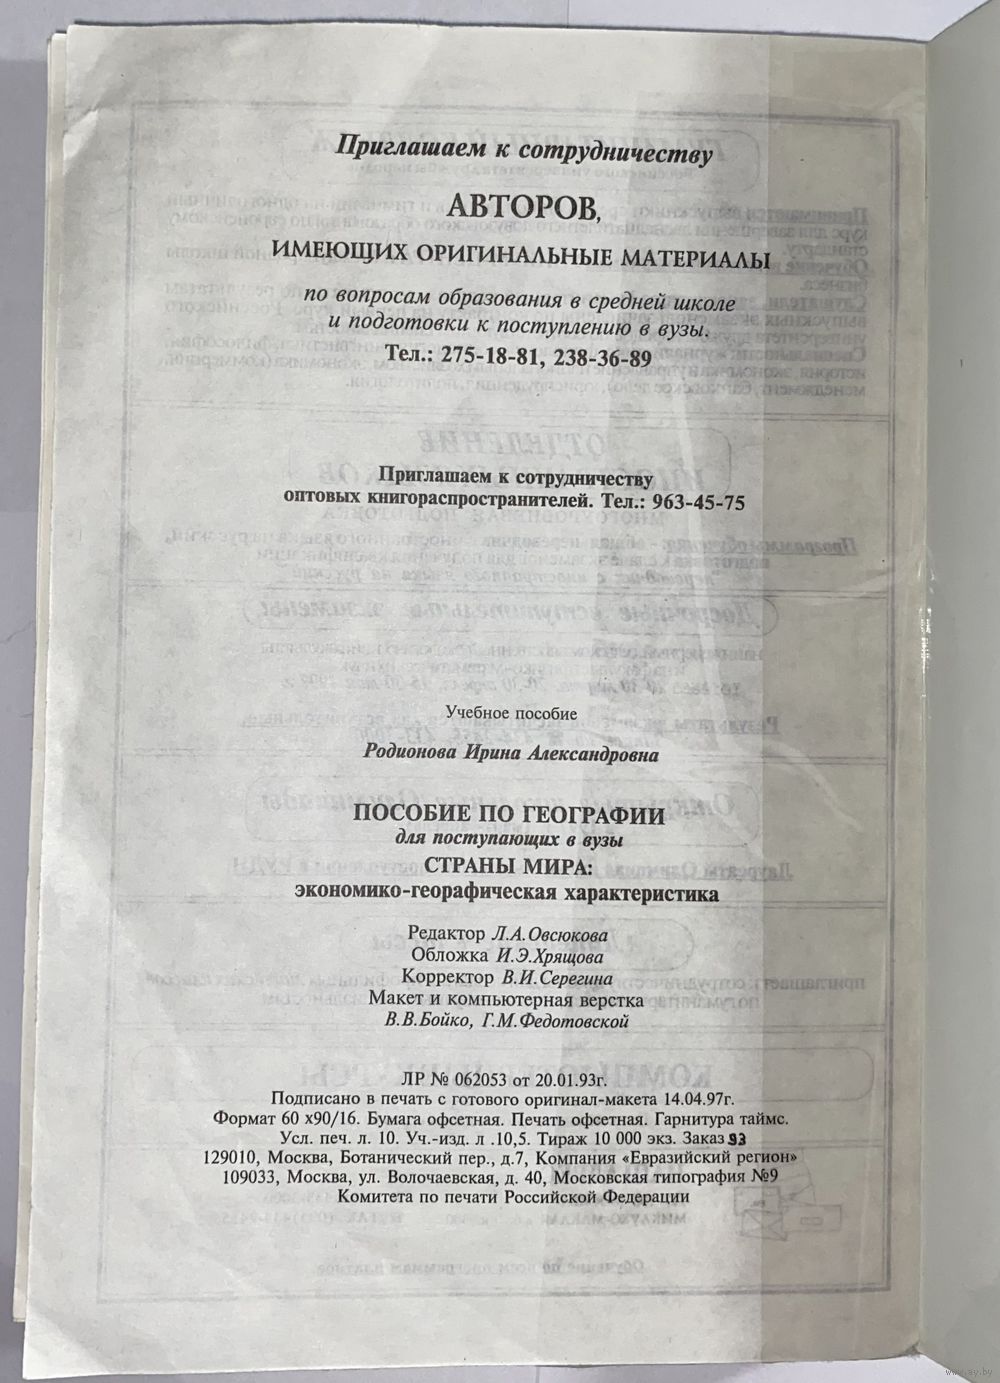 Приглашаем к сотрудничеству
АВТОРОВ,
ИМЕЮЩИХ ОРИГИНАЛЬНЫЕ МАТЕРИАЛЫ
по вопросам образования в средней школе
и подготовки к поступлению в вузы.
Тел.: 275-18-81, 238-36-89
Приглашаем к сотрудничеству
оптовых книгораспространителей. Тел.: 963-45-75
Учебное пособие
Родионова Ирина Александровна
ПОСОБИЕ ПО ГЕОГРАФИИ
для поступающих в вузы
СТРАНЫ МИРА:
экономико-георафическая характеристика
Редактор Л.А.Овсюкова
Обложка И.Э.Хрящова
Корректор В.И.Серегина
Макет и компьютерная верстка
В.В.Бойко, Г.М.Федотовской
ЛР № 062053 от 20.01.93г.
Подписано в печать с готового оригинал-макета 14.04.97г.
Формат 60 х90/16. Бумага офсетная. Печать офсетная. Гарнитура таймс.
Усл. печ. л. 10. Уч.-изд. л .10,5. Тираж 10 000 экз. Заказ 93
129010, Москва, Ботанический пер., д.7, Компания «Евразийский регион»
109033, Москва, ул. Волочаевская, д. 40, Московская типография №9
Комитета по печати Российской Федерации
www.ay.by